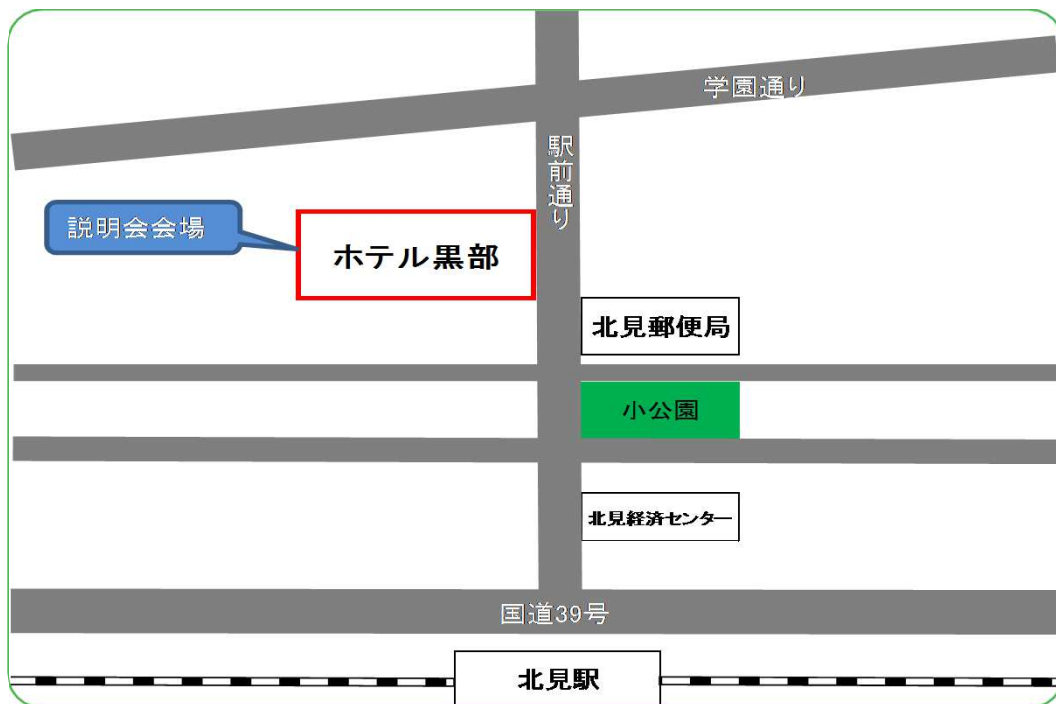 学園通り
駅前通り
説明会会場
ホテル黒部
北見郵便局
小公園
北見経済センター
国道39号
北見駅